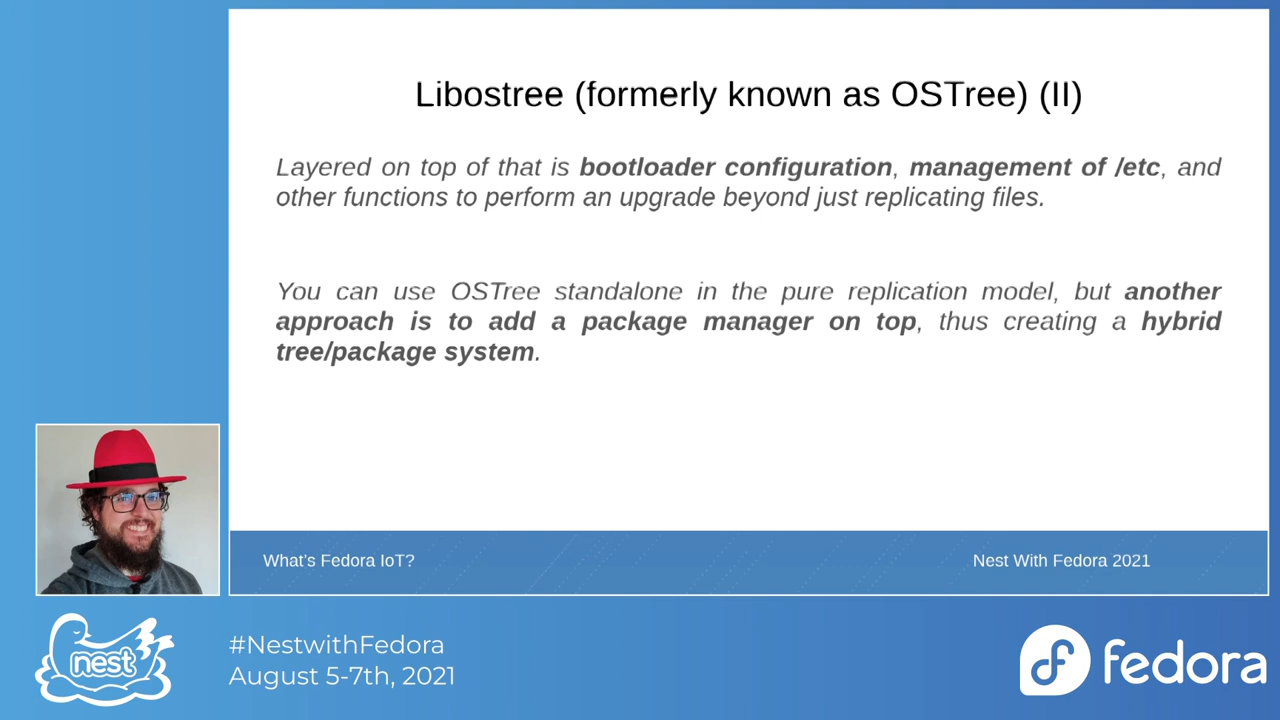 Libostree (formerly known as OSTree) (II)
Layered on top of that is bootloader configuration, management of /etc, and
other functions to perform an upgrade beyond just replicating files.
You can use OSTree standalone in the pure replication model, but another
approach is to add a package manager on top, thus creating a hybrid
tree/package system.
What's Fedora IoT?
Nest With Fedora 2021
nest
#NestwithFedora
August 5-7th, 2021
fedora